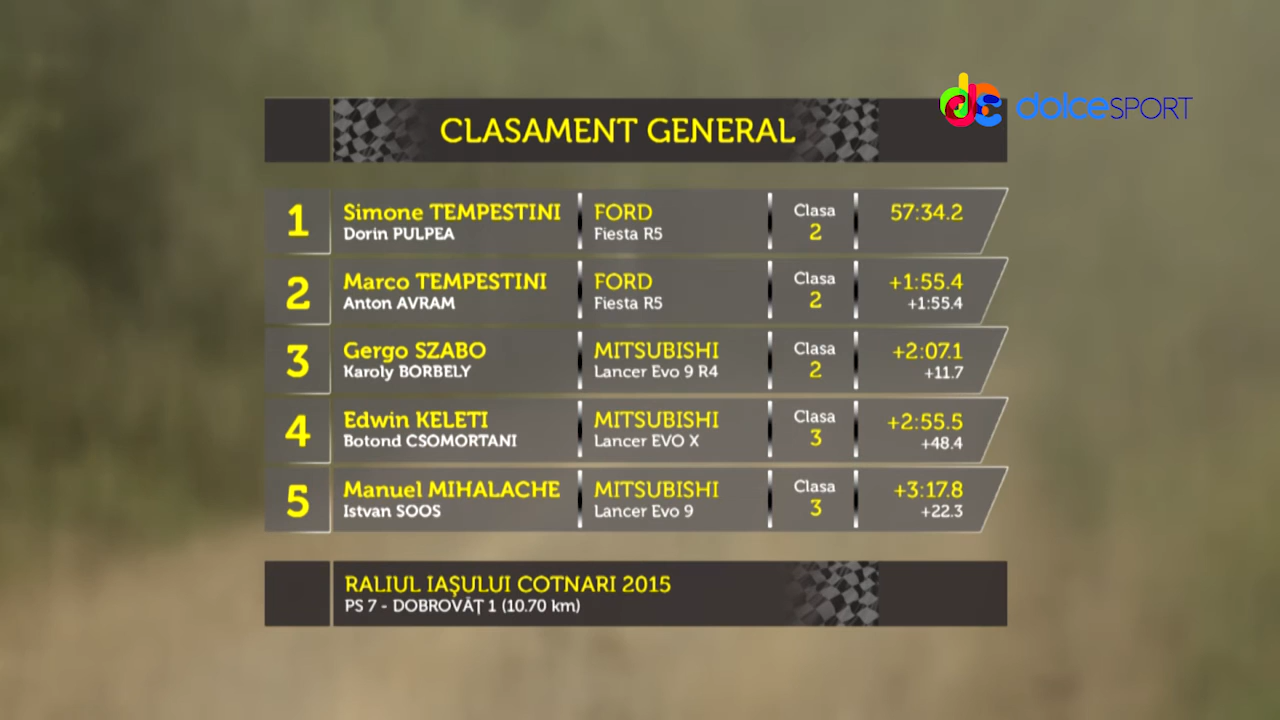 dolceSPORT
CLASAMENT GENERAL
1 Simone TEMPESTINI FORD Clasa 57:34.2
Dorin PULPEA Fiesta R5 2
2 Marco TEMPESTINI FORD Clasa +1:55.4
Anton AVRAM Fiesta R5 2 +1:55.4
3 Gergo SZABO MITSUBISHI Clasa +2:07.1
Karoly BORBELY Lancer Evo 9 R4 2 +11.7
4 Edwin KELETI MITSUBISHI Clasa +2:55.5
Botond CSOMORTANI Lancer EVO X 3 +48.4
5 Manuel MIHALACHE MITSUBISHI Clasa +3:17.8
Istvan SOOS Lancer Evo 9 3 +22.3
RALIUL IAȘULUI COTNARI 2015
PS 7 - DOBROVĂȚ 1 (10.70 km)